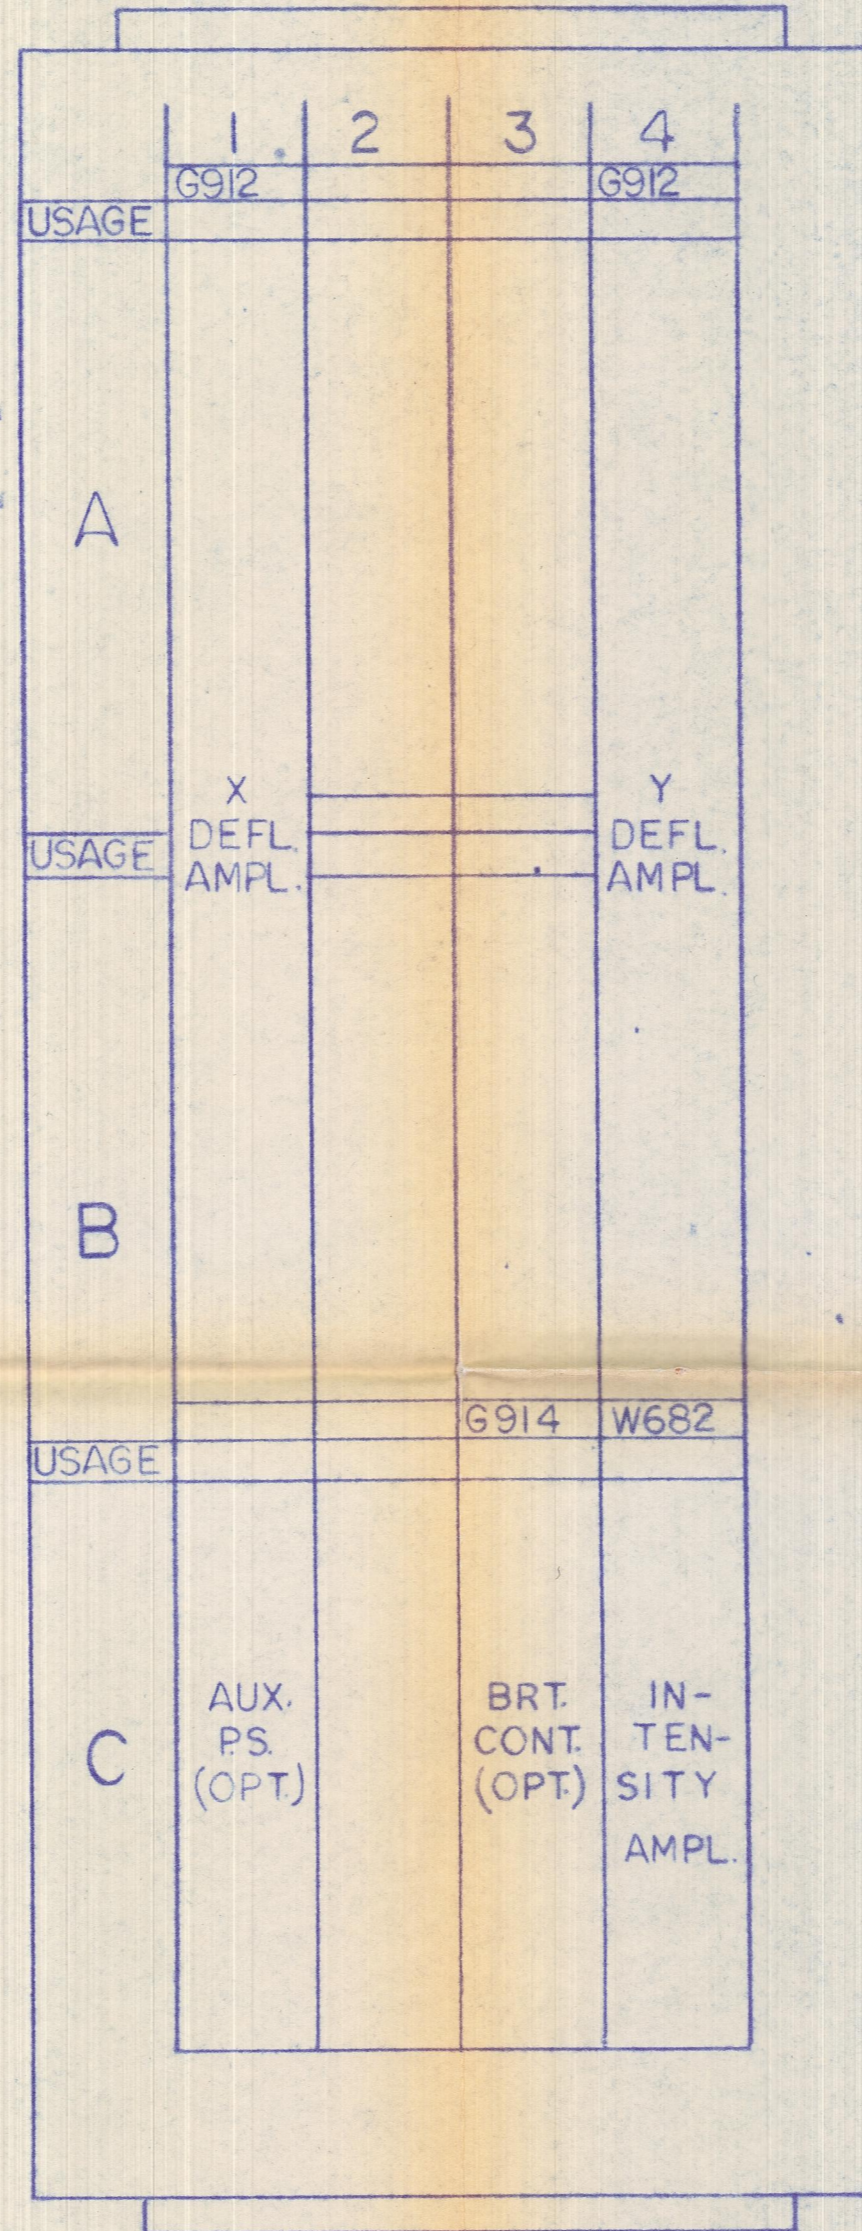 1 2 3 4
G912 G912
USAGE
A
X Y
DEFL. DEFL.
USAGE AMPL. AMPL.
B
G914 W682
USAGE
AUX. BRT. IN-
P.S. CONT. TEN-
C (OPT.) (OPT.) SITY
AMPL.